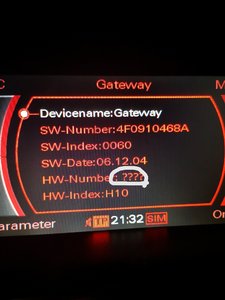 C Gateway M
Devicename:Gateway
SW-Number:4F0910468A
SW-Index:0060
SW-Date:06.12.04
HW-Number: ????
HW-Index:H10
arameter TP 21:32 SIM On